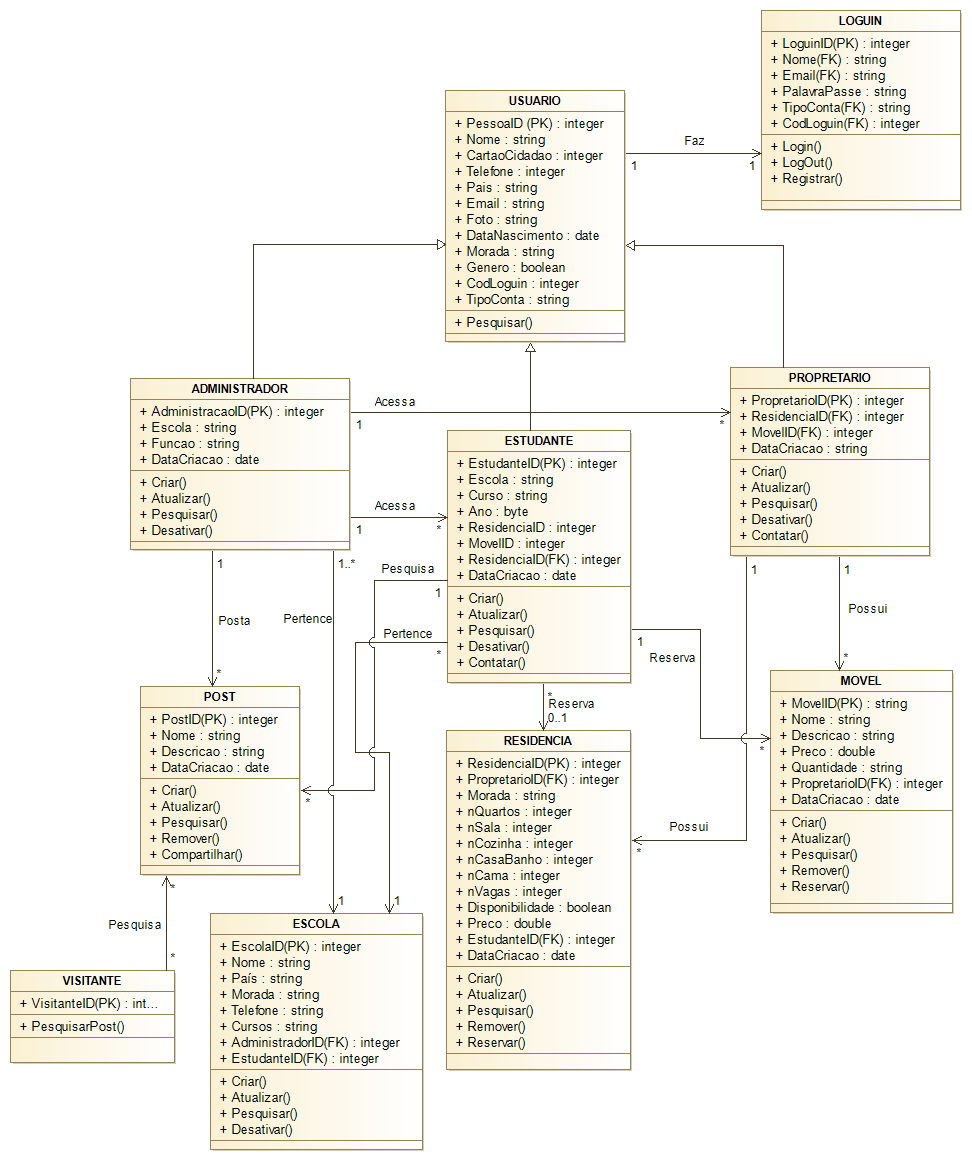 LOGUIN
+ LoguinID(PK) : integer
+ Nome(FK) : string
+ Email(FK) : string
+ PalavraPasse : string
+ TipoConta(FK) : string
+ CodLoguin(FK) : integer
+ Login()
+ LogOut()
+ Registrar()
USUARIO
+ PessoaID (PK) : integer
+ Nome : string
+ CartaoCidadao : integer
+ Telefone : integer
+ Pais : string
+ Email : string
+ Foto : string
+ DataNascimento : date
+ Morada : string
+ Genero : boolean
+ CodLoguin : integer
+ TipoConta : string
+ Pesquisar()
Faz
1
1
ADMINISTRADOR
+ AdministracaoID(PK) : integer
+ Escola : string
+ Funcao : string
+ DataCriacao : date
+ Criar()
+ Atualizar()
+ Pesquisar()
+ Desativar()
Acessa
1
*
Acessa
1
*
PROPRETARIO
+ PropretarioID(PK) : integer
+ ResidenciaID(FK) : integer
+ MovelID(FK) : integer
+ DataCriacao : string
+ Criar()
+ Atualizar()
+ Pesquisar()
+ Desativar()
+ Contatar()
ESTUDANTE
+ EstudanteID(PK) : integer
+ Escola : string
+ Curso : string
+ Ano : byte
+ ResidenciaID : integer
+ MovelID : integer
+ ResidenciaID(FK) : integer
+ DataCriacao : date
+ Criar()
+ Atualizar()
+ Pesquisar()
+ Desativar()
+ Contatar()
1
Posta
*
1..*
Pertence
1
Pesquisa
1
*
Pertence
*
1
1
Reserva
*
*
Reserva
0..1
1
Possui
*
1
Possui
*
POST
+ PostID(PK) : integer
+ Nome : string
+ Descricao : string
+ DataCriacao : date
+ Criar()
+ Atualizar()
+ Pesquisar()
+ Remover()
+ Compartilhar()
MOVEL
+ MovelID(PK) : string
+ Nome : string
+ Descricao : string
+ Preco : double
+ Quantidade : string
+ PropretarioID(FK) : integer
+ DataCriacao : date
+ Criar()
+ Atualizar()
+ Pesquisar()
+ Remover()
+ Reservar()
RESIDENCIA
+ ResidenciaID(PK) : integer
+ PropretarioID(FK) : integer
+ Morada : string
+ nQuartos : integer
+ nSala : integer
+ nCozinha : integer
+ nCasaBanho : integer
+ nCama : integer
+ nVagas : integer
+ Disponibilidade : boolean
+ Preco : double
+ EstudanteID(FK) : integer
+ DataCriacao : date
+ Criar()
+ Atualizar()
+ Pesquisar()
+ Remover()
+ Reservar()
*
Pesquisa
*
VISITANTE
+ VisitanteID(PK) : int...
+ PesquisarPost()
ESCOLA
+ EscolaID(PK) : integer
+ Nome : string
+ País : string
+ Morada : string
+ Telefone : string
+ Cursos : string
+ AdministradorID(FK) : integer
+ EstudanteID(FK) : integer
+ Criar()
+ Atualizar()
+ Pesquisar()
+ Desativar()